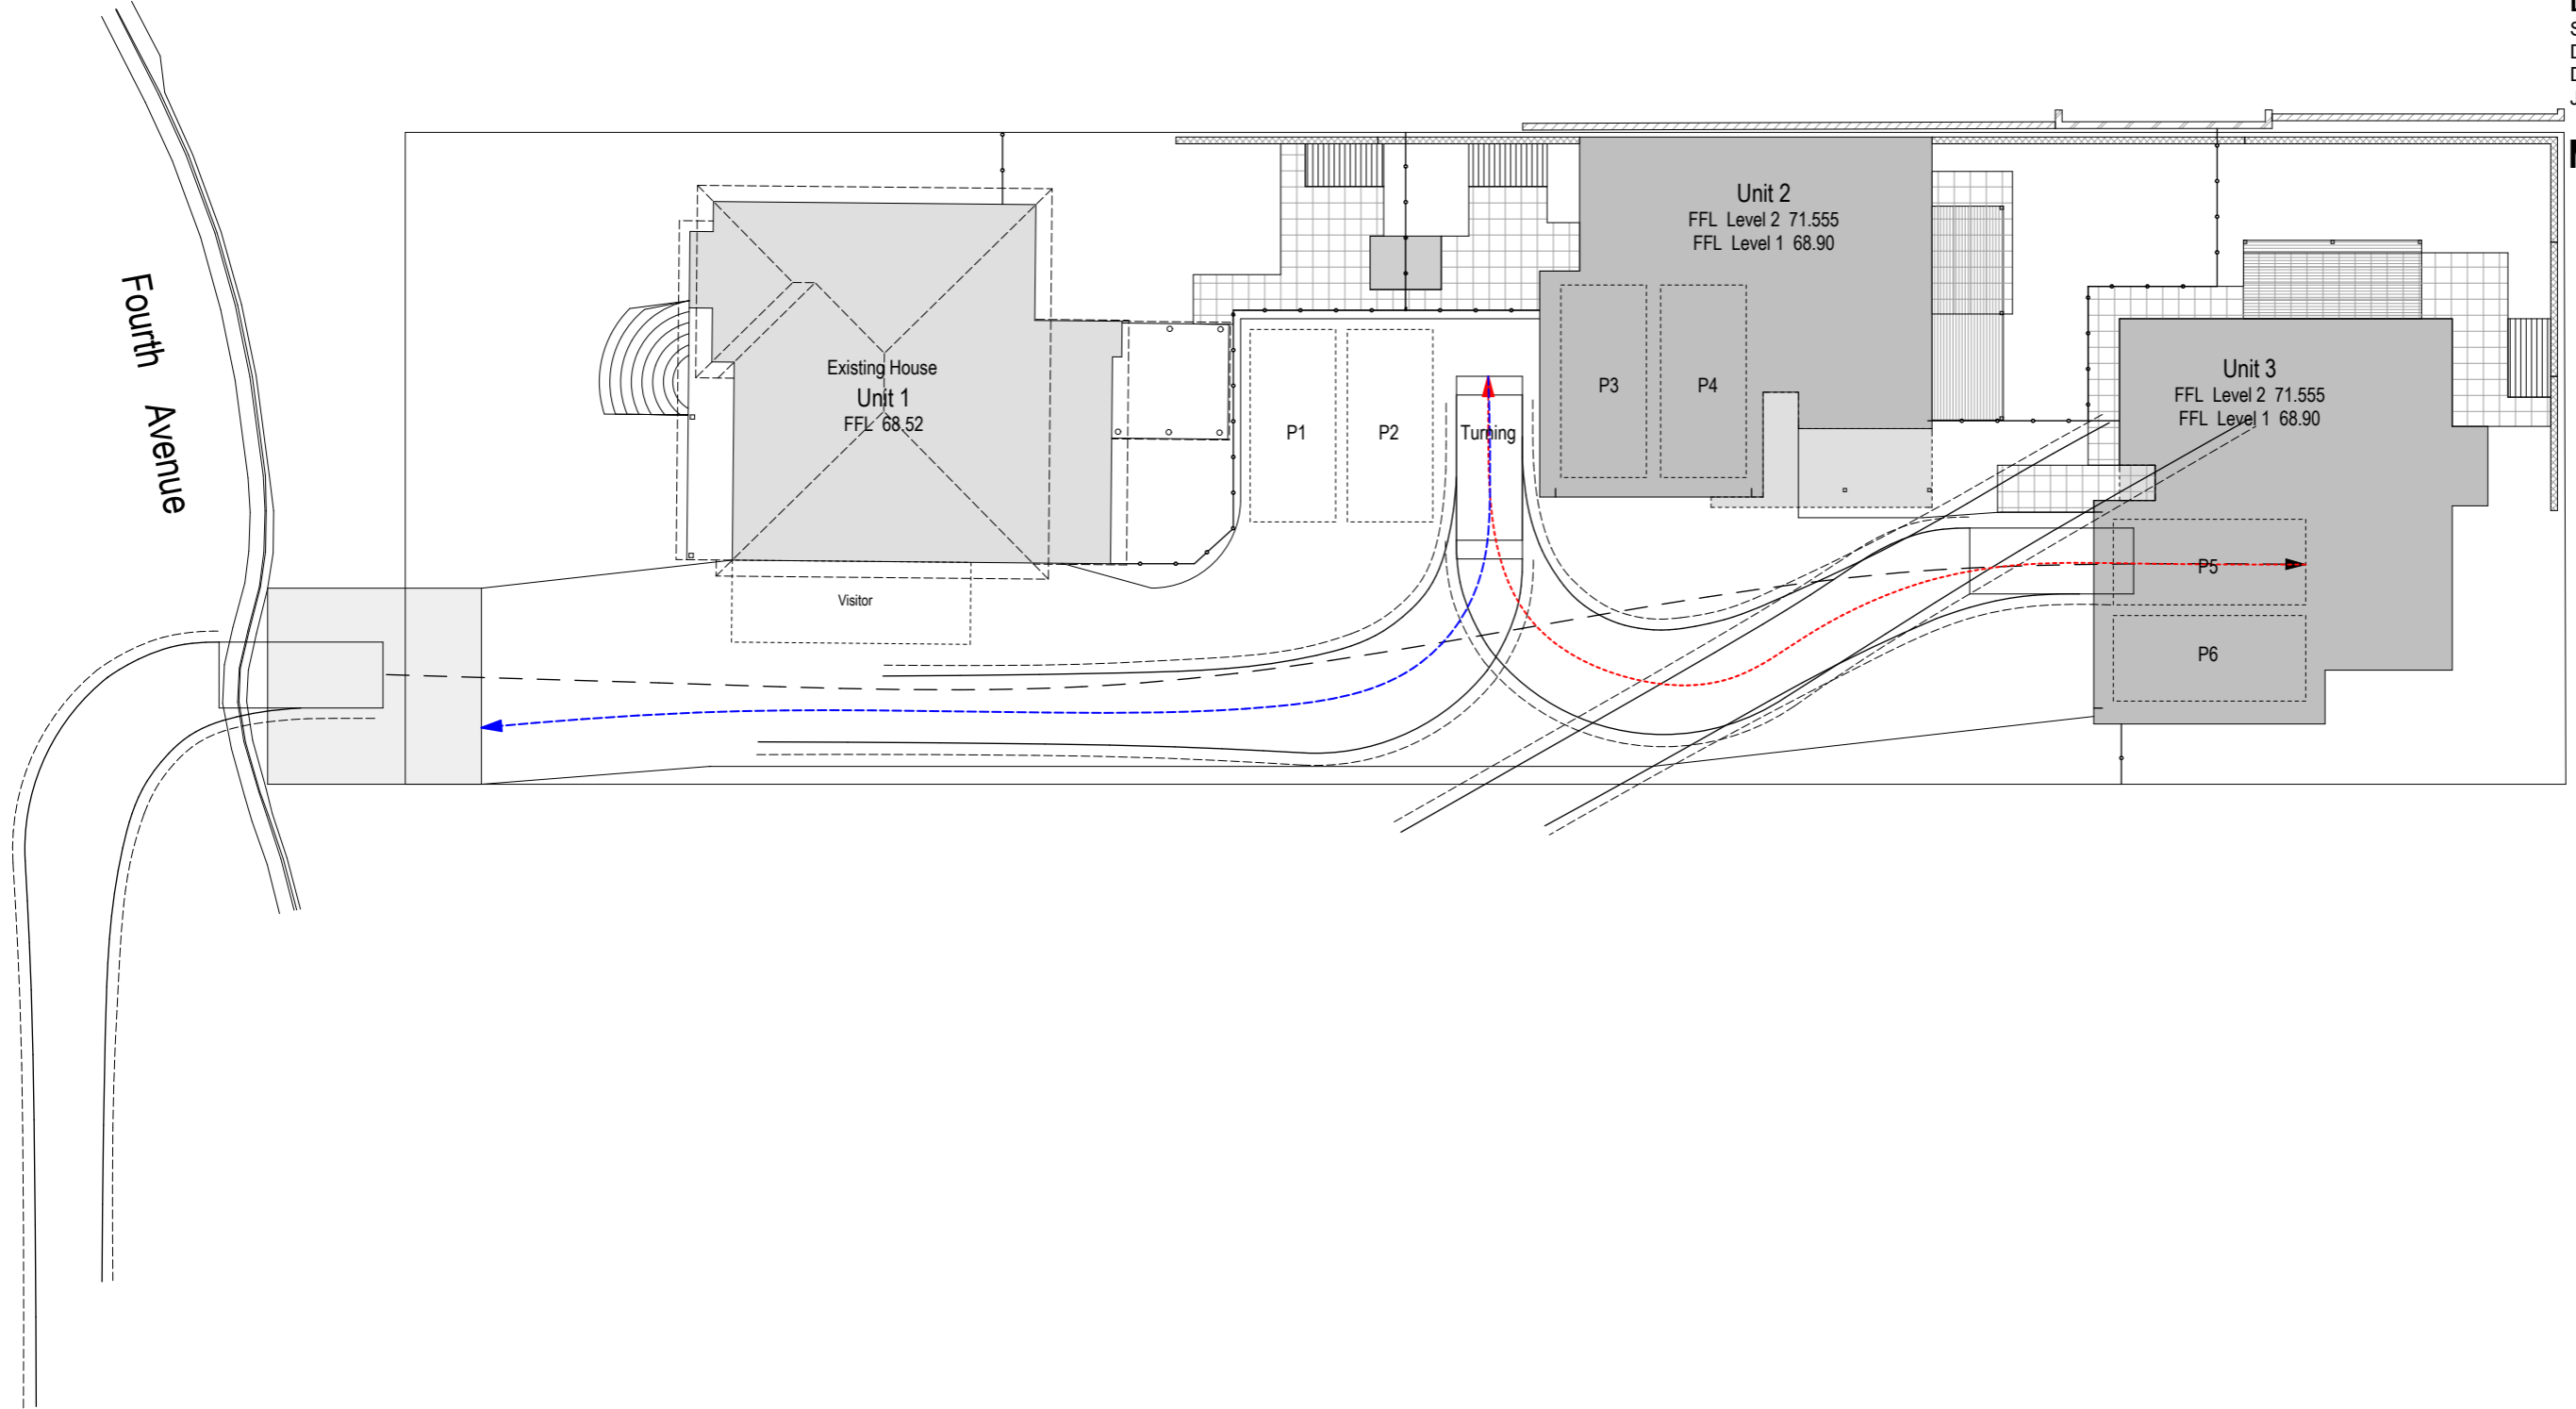 Fourth Avenue
Existing House
Unit 1
FFL 68.52
Visitor
P1
P2
Turning
Unit 2
FFL Level 2 71.555
FFL Level 1 68.90
P3
P4
Unit 3
FFL Level 2 71.555
FFL Level 1 68.90
P5
P6